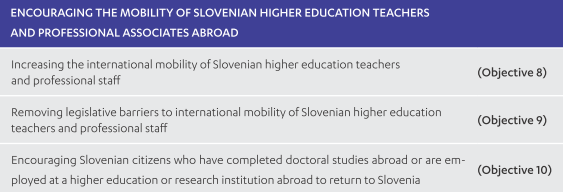 ENCOURAGING THE MOBILITY OF SLOVENIAN HIGHER EDUCATION TEACHERS
AND PROFESSIONAL ASSOCIATES ABROAD
Increasing the international mobility of Slovenian higher education teachers
and professional staff
(Objective 8)
Removing legislative barriers to international mobility of Slovenian higher education
teachers and professional staff
(Objective 9)
Encouraging Slovenian citizens who have completed doctoral studies abroad or are em-
ployed at a higher education or research institution abroad to return to Slovenia
(Objective 10)